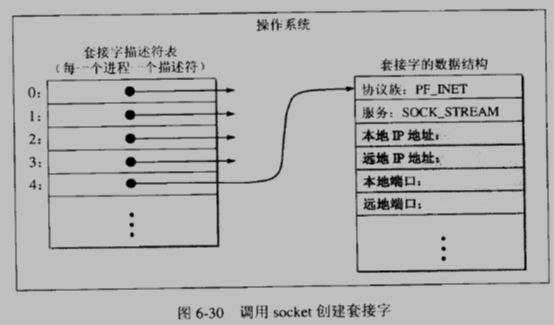 操作系统
套接字描述符表
（每一个进程一个描述符）
0：
1：
2：
3：
4：
套接字的数据结构
协议族：PF_INET
服务：SOCK_STREAM
本地 IP 地址：
远地 IP 地址：
本地端口：
远地端口：
图 6-30 调用 socket 创建套接字